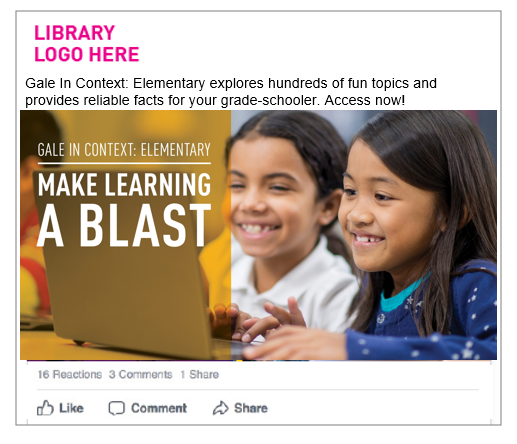 LIBRARY
LOGO HERE
Gale In Context: Elementary explores hundreds of fun topics and
provides reliable facts for your grade-schooler. Access now!
GALE IN CONTEXT: ELEMENTARY
MAKE LEARNING
A BLAST
16 Reactions 3 Comments 1 Share
Like Comment Share